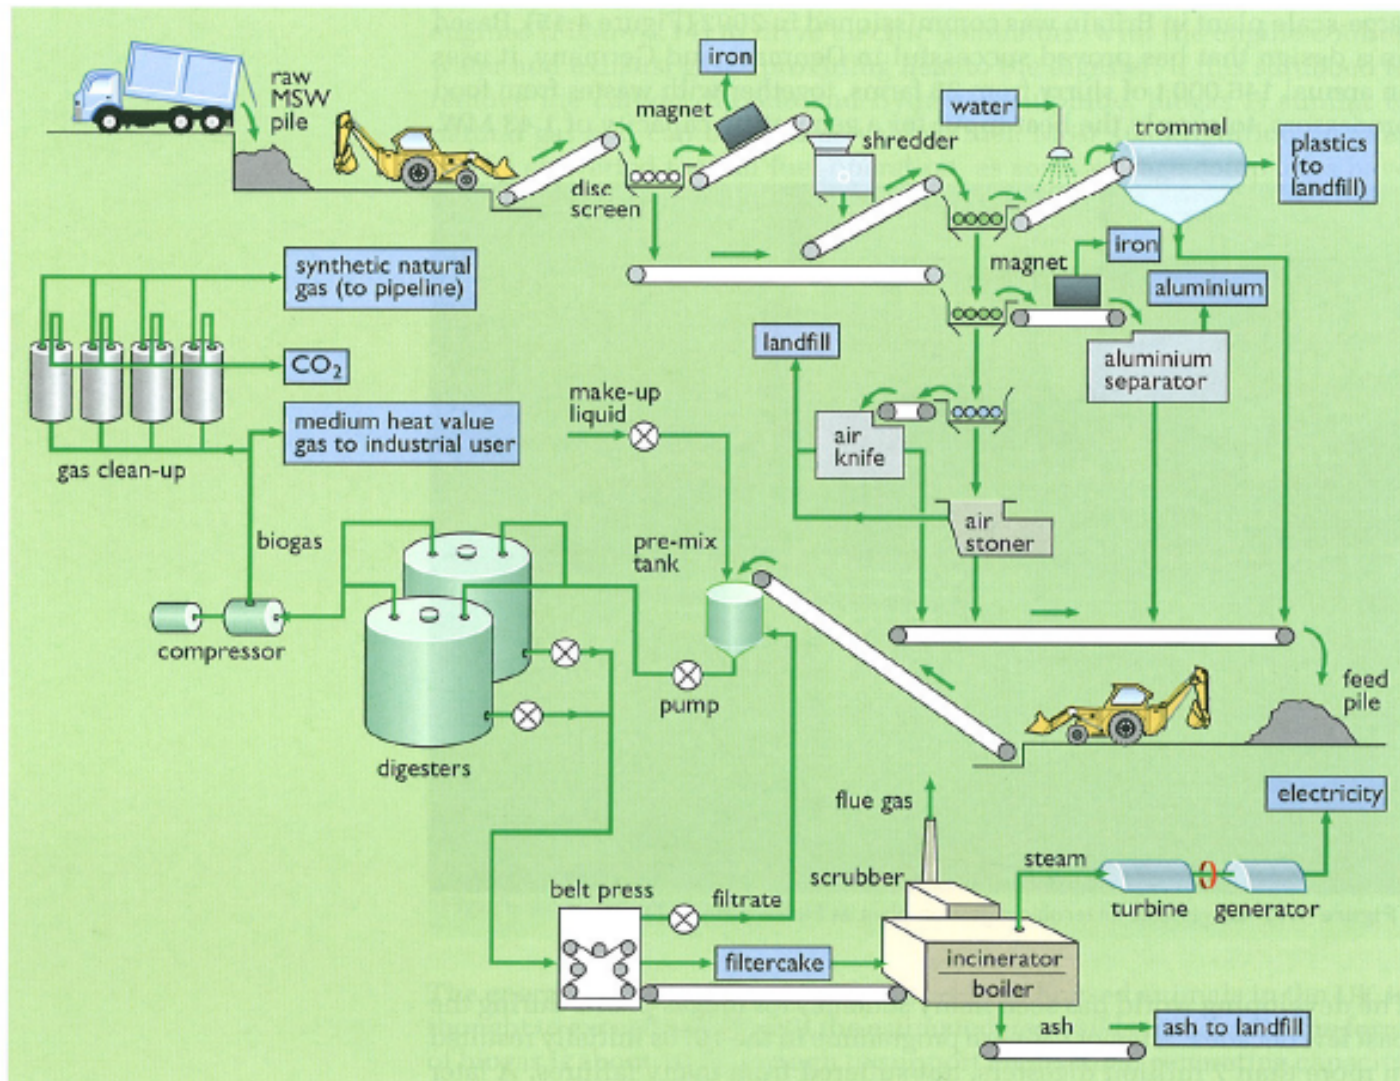 iron
raw
MSW
pile
magnet
water
shredder
trommel
plastics
(to
landfill)
disc
screen
iron
magnet
synthetic natural
gas (to pipeline)
aluminium
landfill
aluminium
separator
CO₂
make-up
liquid
medium heat value
gas to industrial user
air
knife
gas clean-up
biogas
pre-mix
tank
air
stoner
compressor
pump
feed
pile
digesters
flue gas
electricity
steam
scrubber
belt press
filtrate
turbine
generator
filtercake
incinerator
boiler
ash
ash to landfill